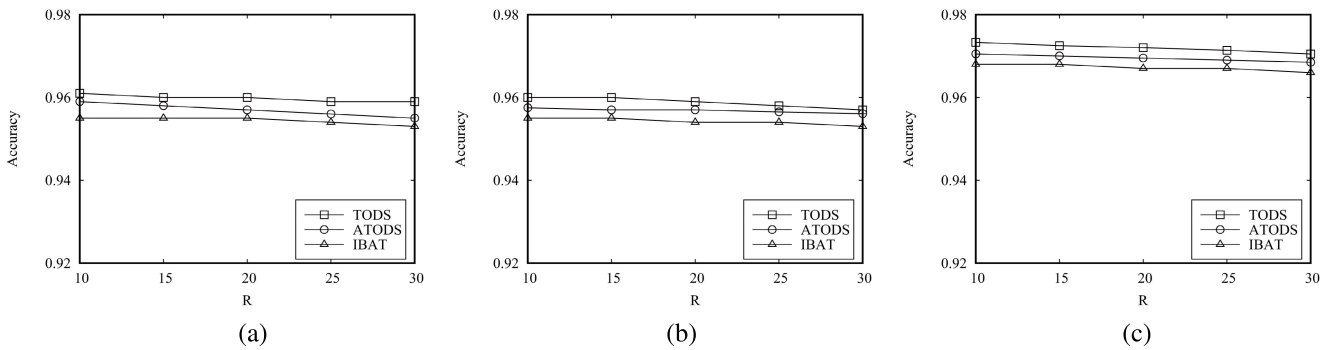 0.98
0.96
0.94
0.92
Accuracy
10 15 20 25 30
R
TODS
ATODS
IBAT
(a)
0.98
0.96
0.94
0.92
Accuracy
10 15 20 25 30
R
TODS
ATODS
IBAT
(b)
0.98
0.96
0.94
0.92
Accuracy
10 15 20 25 30
R
TODS
ATODS
IBAT
(c)